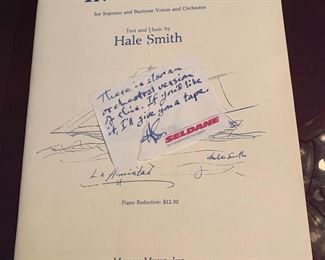 for Soprano and Baritone Voices and Orchestra
Text and Music by
Hale Smith
There is also an
orchestral version
of this. If you'd like
it, I'll give you a tape.
SELDANE
La Amistad
Hale Smith
Piano Reduction: $12.50